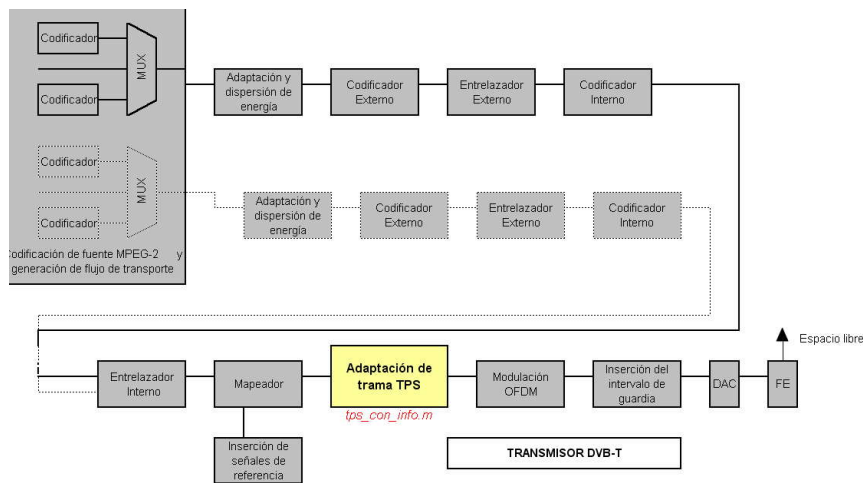 Codificador
MUX
Codificador
Adaptación y
dispersión de
energía
Codificador
Externo
Entrelazador
Externo
Codificador
Interno
Codificador
MUX
Codificador
Adaptación y
dispersión de
energía
Codificador
Externo
Entrelazador
Externo
Codificador
Interno
Codificación de fuente MPEG-2 y
generación de flujo de transporte
Espacio libre
Entrelazador
Interno
Mapeador
Adaptación de
trama TPS
tps_con_info.m
Modulación
OFDM
Inserción del
intervalo de
guardia
DAC
FE
Inserción de
señales de
referencia
TRANSMISOR DVB-T